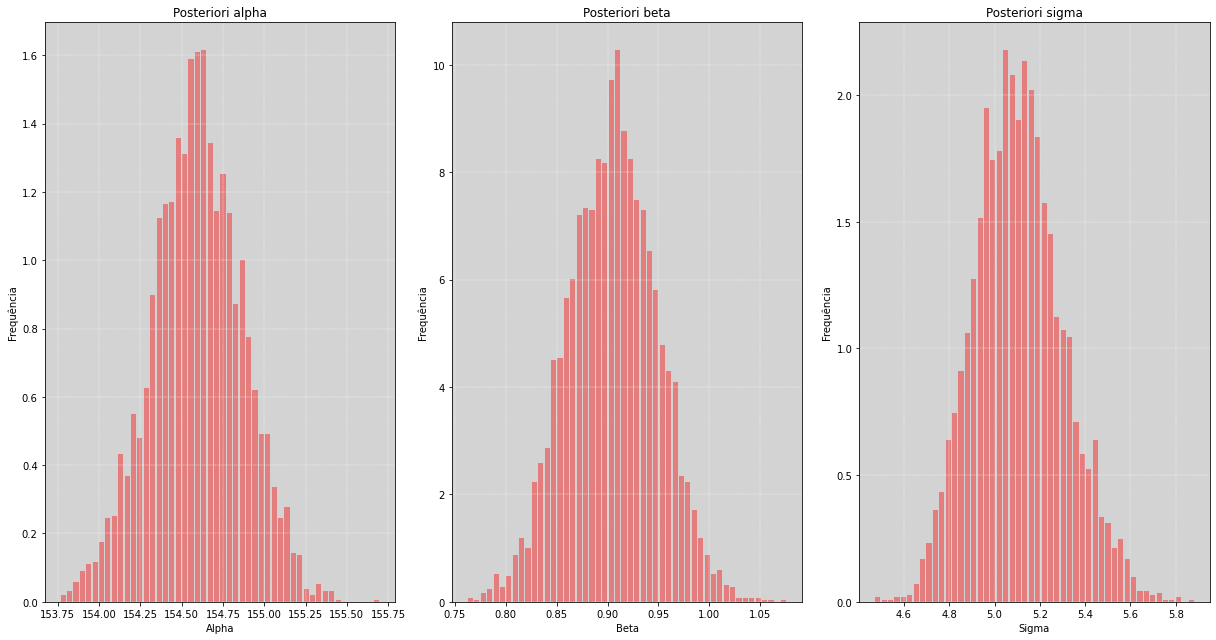 Posteriori alpha
Frequência
1.6
1.4
1.2
1.0
0.8
0.6
0.4
0.2
0.0
153.75 154.00 154.25 154.50 154.75 155.00 155.25 155.50 155.75
Alpha
Posteriori beta
Frequência
10
8
6
4
2
0
0.75 0.80 0.85 0.90 0.95 1.00 1.05
Beta
Posteriori sigma
Frequência
2.0
1.5
1.0
0.5
0.0
4.6 4.8 5.0 5.2 5.4 5.6 5.8
Sigma